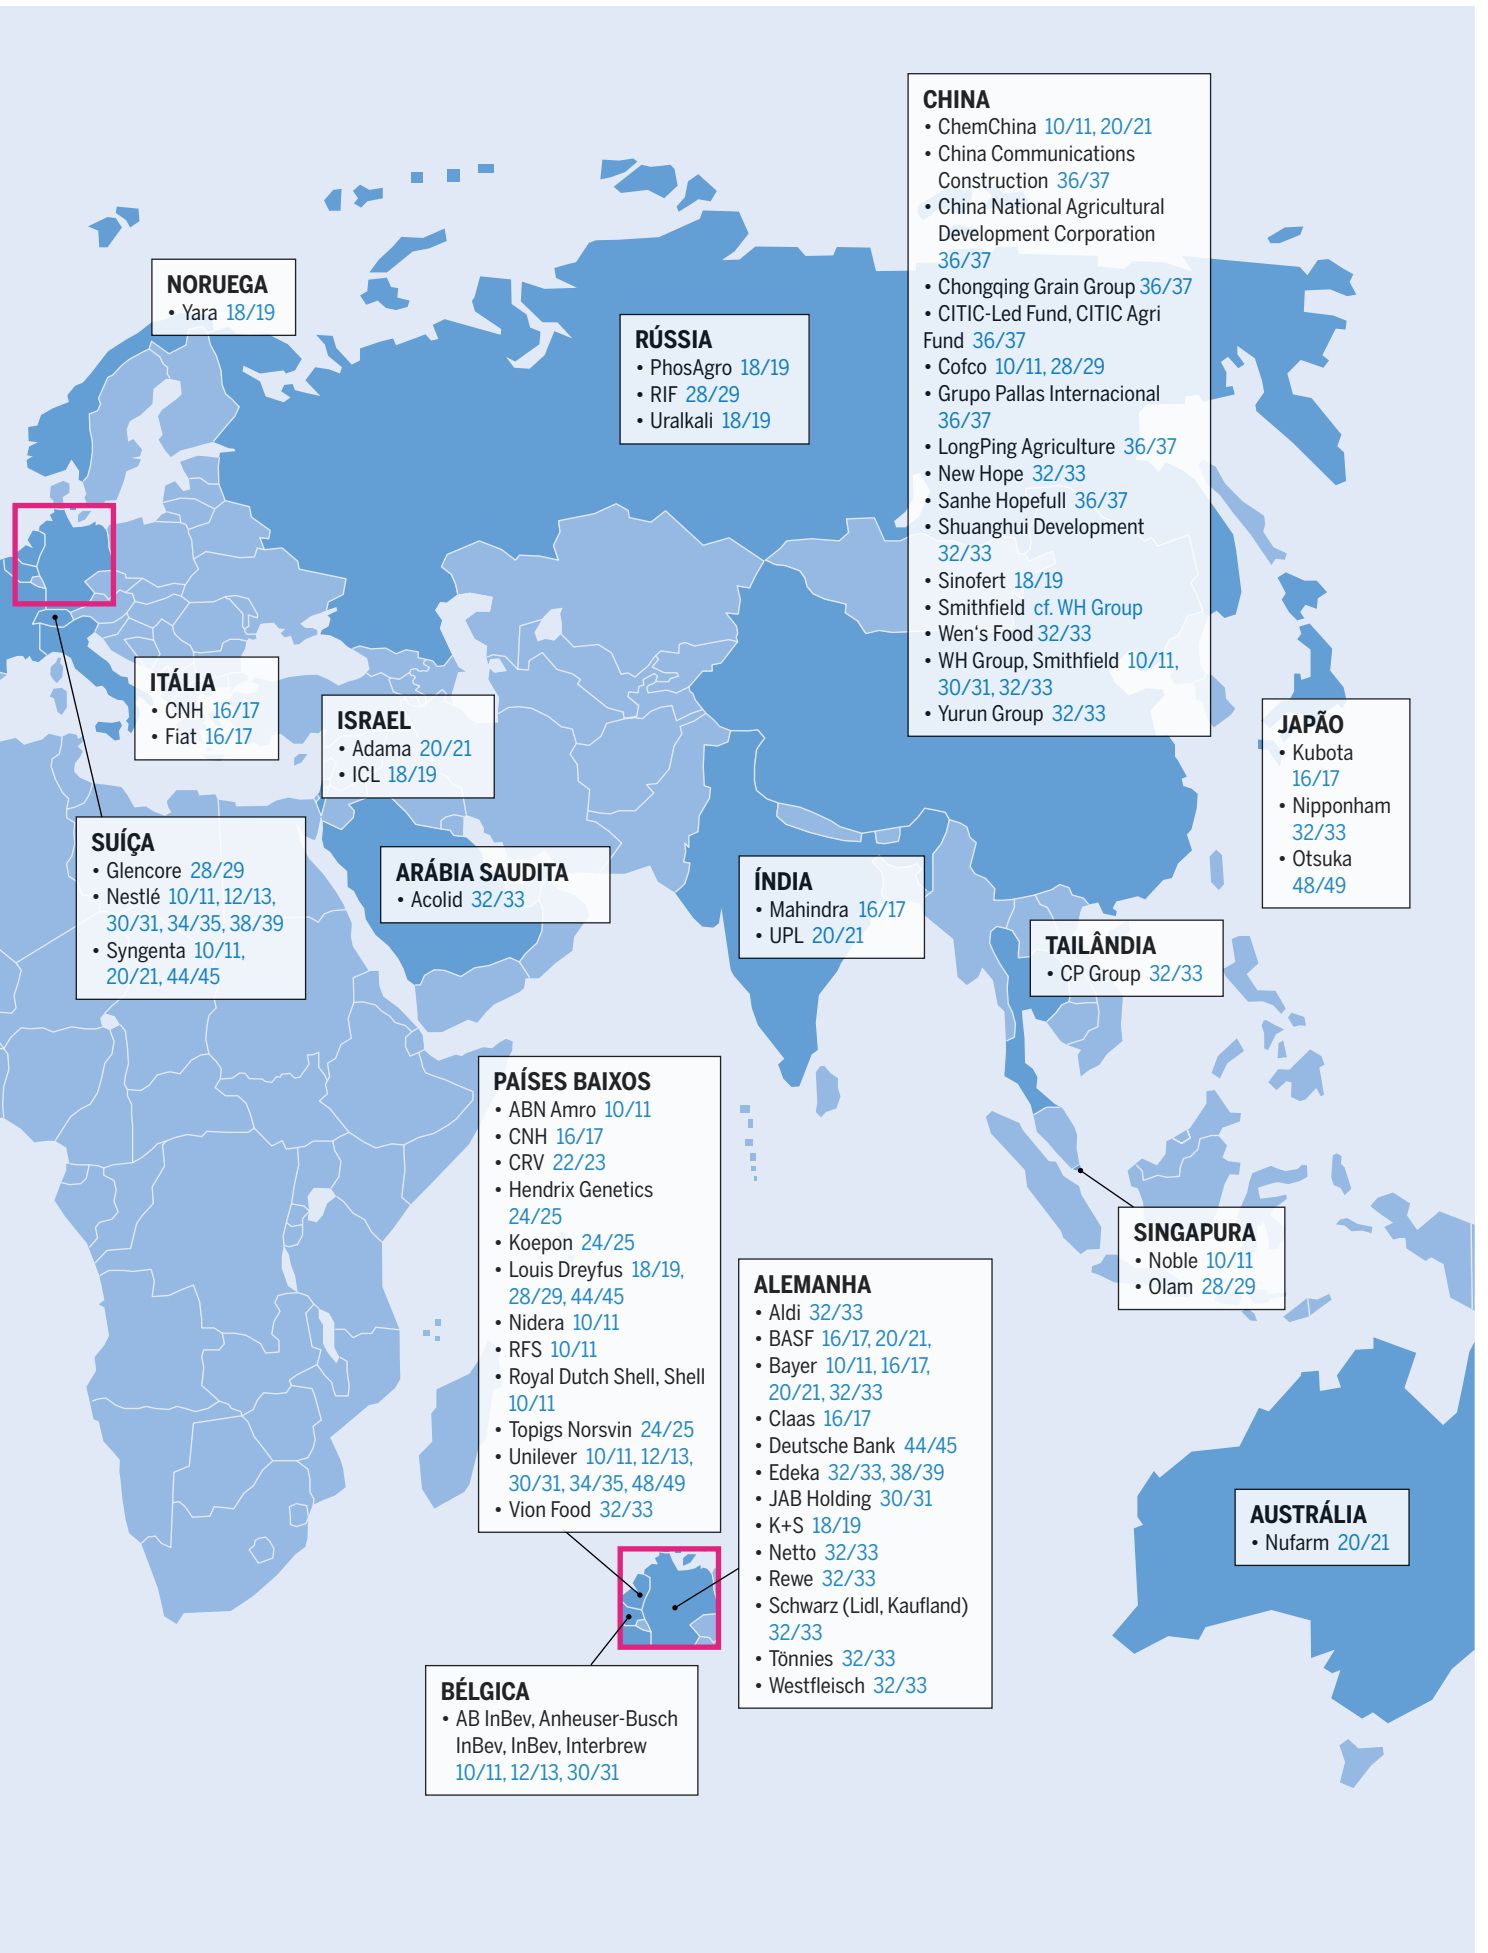 CHINA
• ChemChina 10/11, 20/21
• China Communications
Construction 36/37
• China National Agricultural
Development Corporation
36/37
• Chongqing Grain Group 36/37
• CITIC-Led Fund, CITIC Agri
Fund 36/37
• Cofco 10/11, 28/29
• Grupo Pallas Internacional
36/37
• LongPing Agriculture 36/37
• New Hope 32/33
• Sanhe Hopefull 36/37
• Shuanghui Development
32/33
• Sinofert 18/19
• Smithfield cf. WH Group
• Wen‘s Food 32/33
• WH Group, Smithfield 10/11,
30/31, 32/33
• Yurun Group 32/33
NORUEGA
• Yara 18/19
RÚSSIA
• PhosAgro 18/19
• RIF 28/29
• Uralkali 18/19
ITÁLIA
• CNH 16/17
• Fiat 16/17
ISRAEL
• Adama 20/21
• ICL 18/19
JAPÃO
• Kubota
16/17
• Nipponham
32/33
• Otsuka
48/49
SUÍÇA
• Glencore 28/29
• Nestlé 10/11, 12/13,
30/31, 34/35, 38/39
• Syngenta 10/11,
20/21, 44/45
ARÁBIA SAUDITA
• Acolid 32/33
ÍNDIA
• Mahindra 16/17
• UPL 20/21
TAILÂNDIA
• CP Group 32/33
PAÍSES BAIXOS
• ABN Amro 10/11
• CNH 16/17
• CRV 22/23
• Hendrix Genetics
24/25
• Koepon 24/25
• Louis Dreyfus 18/19,
28/29, 44/45
• Nidera 10/11
• RFS 10/11
• Royal Dutch Shell, Shell
10/11
• Topigs Norsvin 24/25
• Unilever 10/11, 12/13,
30/31, 34/35, 48/49
• Vion Food 32/33
SINGAPURA
• Noble 10/11
• Olam 28/29
ALEMANHA
• Aldi 32/33
• BASF 16/17, 20/21,
• Bayer 10/11, 16/17,
20/21, 32/33
• Claas 16/17
• Deutsche Bank 44/45
• Edeka 32/33, 38/39
• JAB Holding 30/31
• K+S 18/19
• Netto 32/33
• Rewe 32/33
• Schwarz (Lidl, Kaufland)
32/33
• Tönnies 32/33
• Westfleisch 32/33
AUSTRÁLIA
• Nufarm 20/21
BÉLGICA
• AB InBev, Anheuser-Busch
InBev, InBev, Interbrew
10/11, 12/13, 30/31